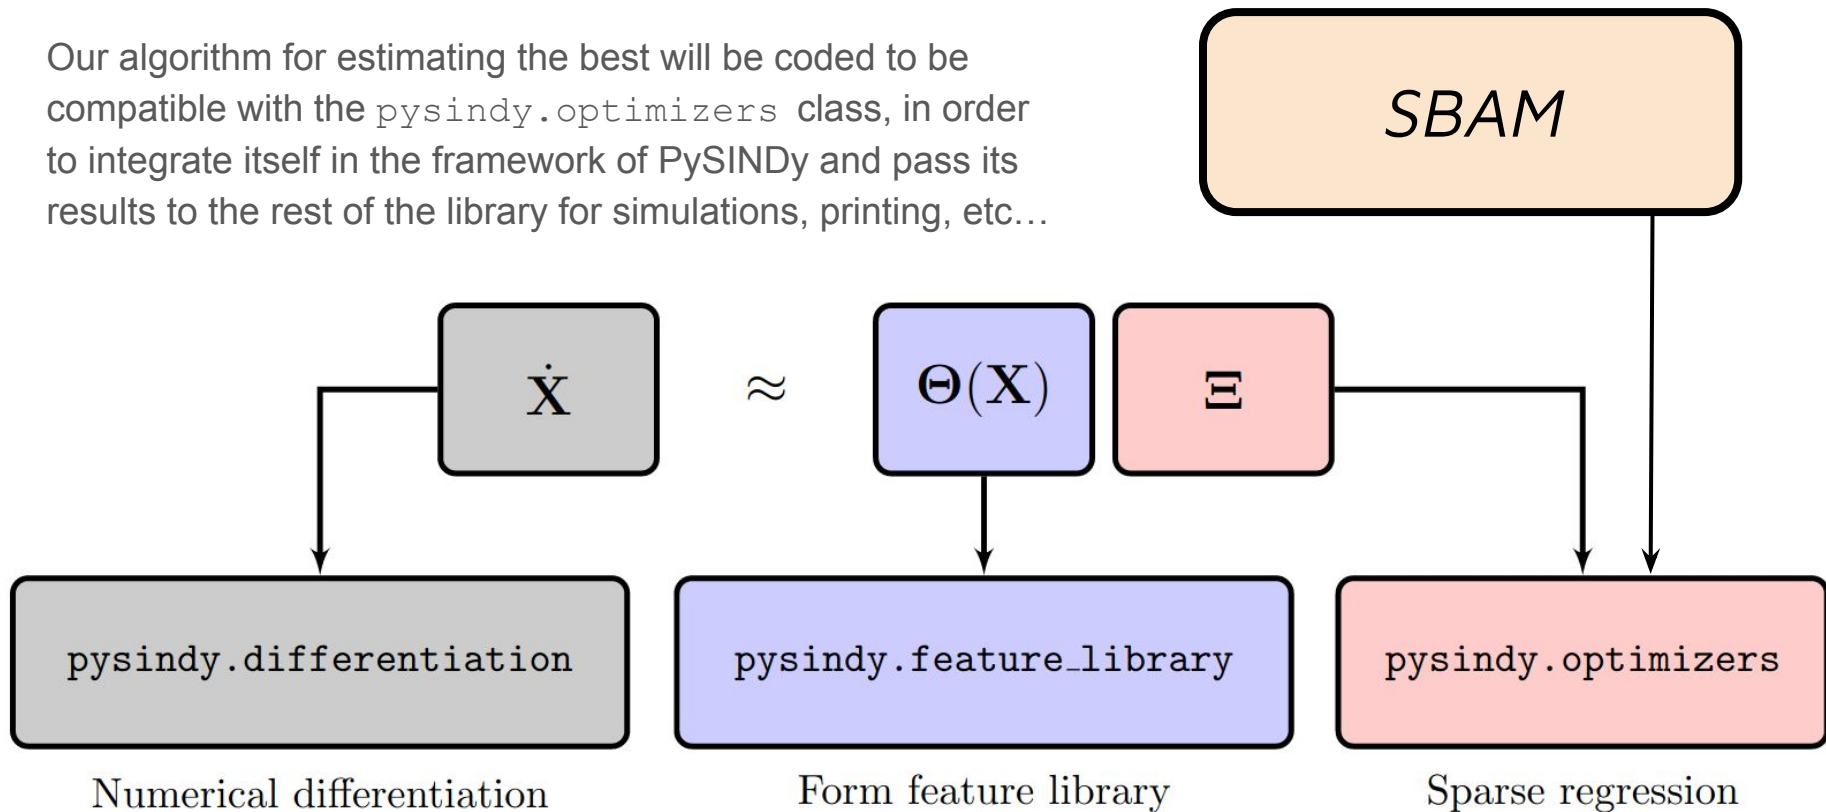 Our algorithm for estimating the best will be coded to be
compatible with the pysindy.optimizers class, in order
to integrate itself in the framework of PySINDy and pass its
results to the rest of the library for simulations, printing, etc…
SBAM
Ẋ ≈ Θ(X) Ξ
pysindy.differentiation
pysindy.feature_library
pysindy.optimizers
Numerical differentiation
Form feature library
Sparse regression